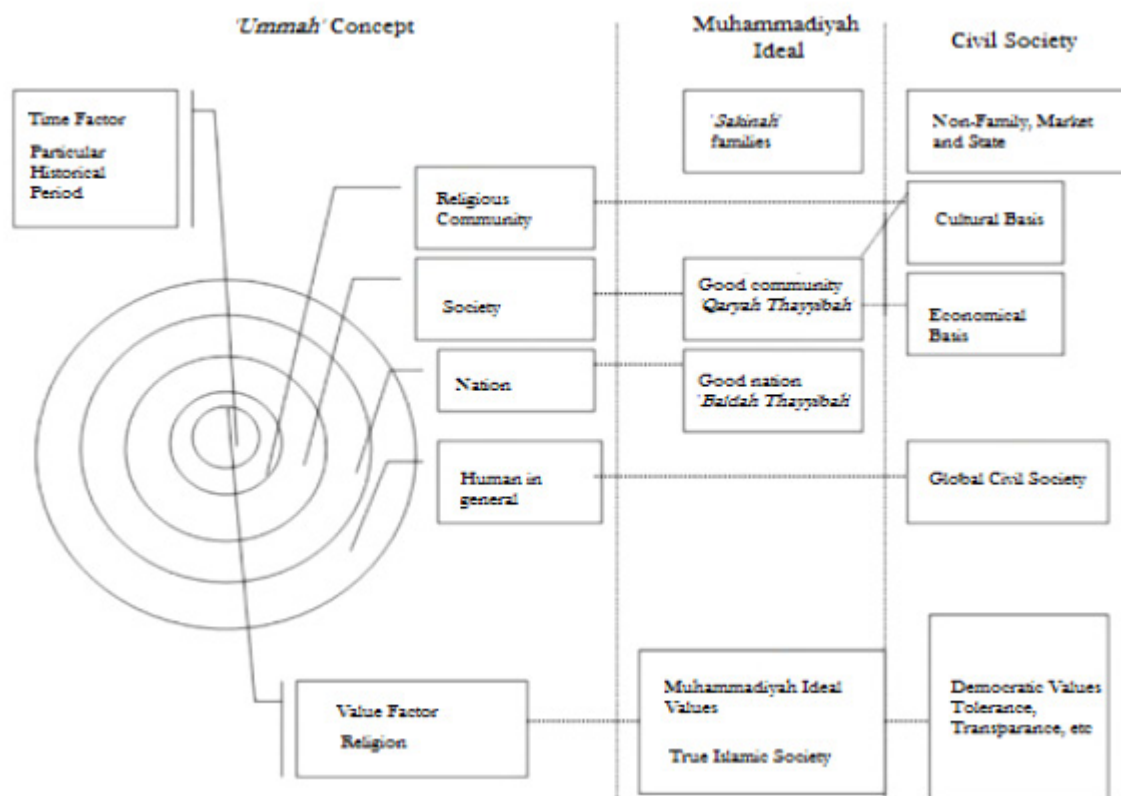 'Ummah' Concept
Muhammadiyah
Ideal
Civil Society
Time Factor
Particular
Historical
Period
'Sakinah'
families
Non-Family, Market
and State
Religious
Community
Cultural Basis
Society
Good community
'Qaryah Thayyibah'
Economical
Basis
Nation
Good nation
'Baldah Thayyibah'
Human in
general
Global Civil Society
Value Factor
Religion
Muhammadiyah Ideal
Values
True Islamic Society
Democratic Values
Tolerance,
Transparance, etc